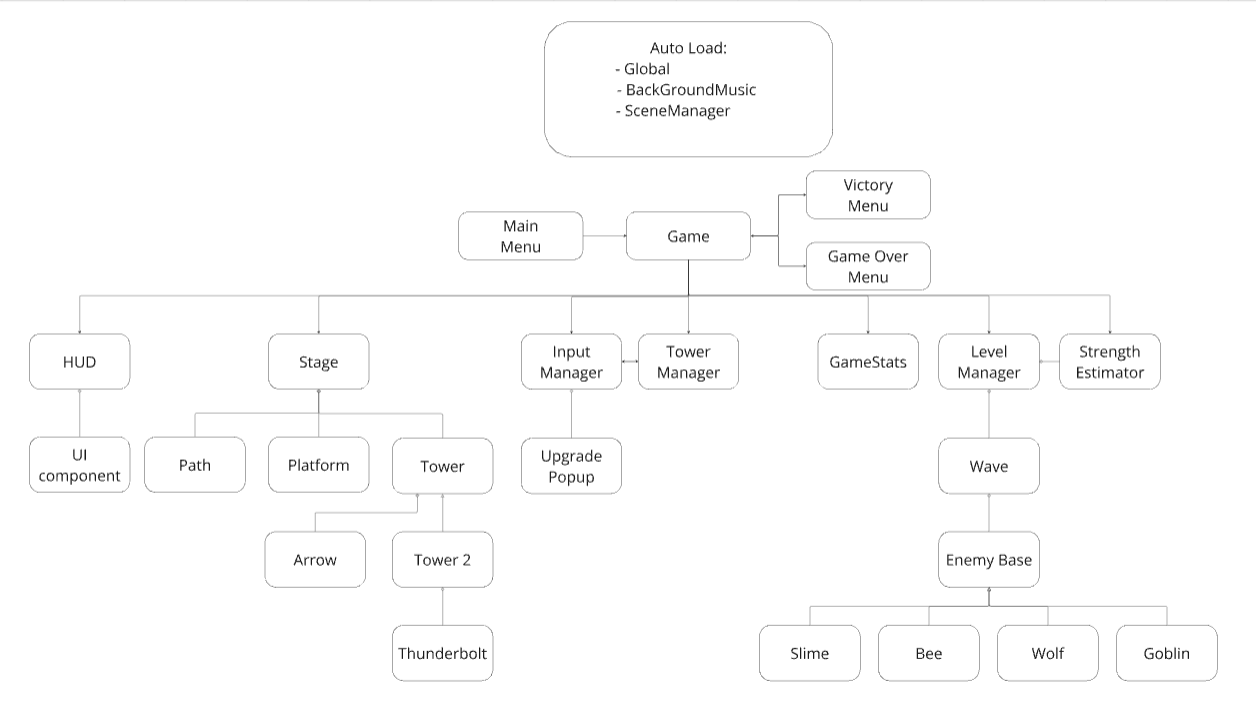 Auto Load:
- Global
- BackGroundMusic
- SceneManager
Victory
Menu
Main
Menu
Game
Game Over
Menu
HUD
Stage
Input
Manager
Tower
Manager
GameStats
Level
Manager
Strength
Estimator
UI
component
Path
Platform
Tower
Upgrade
Popup
Wave
Arrow
Tower 2
Enemy Base
Thunderbolt
Slime
Bee
Wolf
Goblin